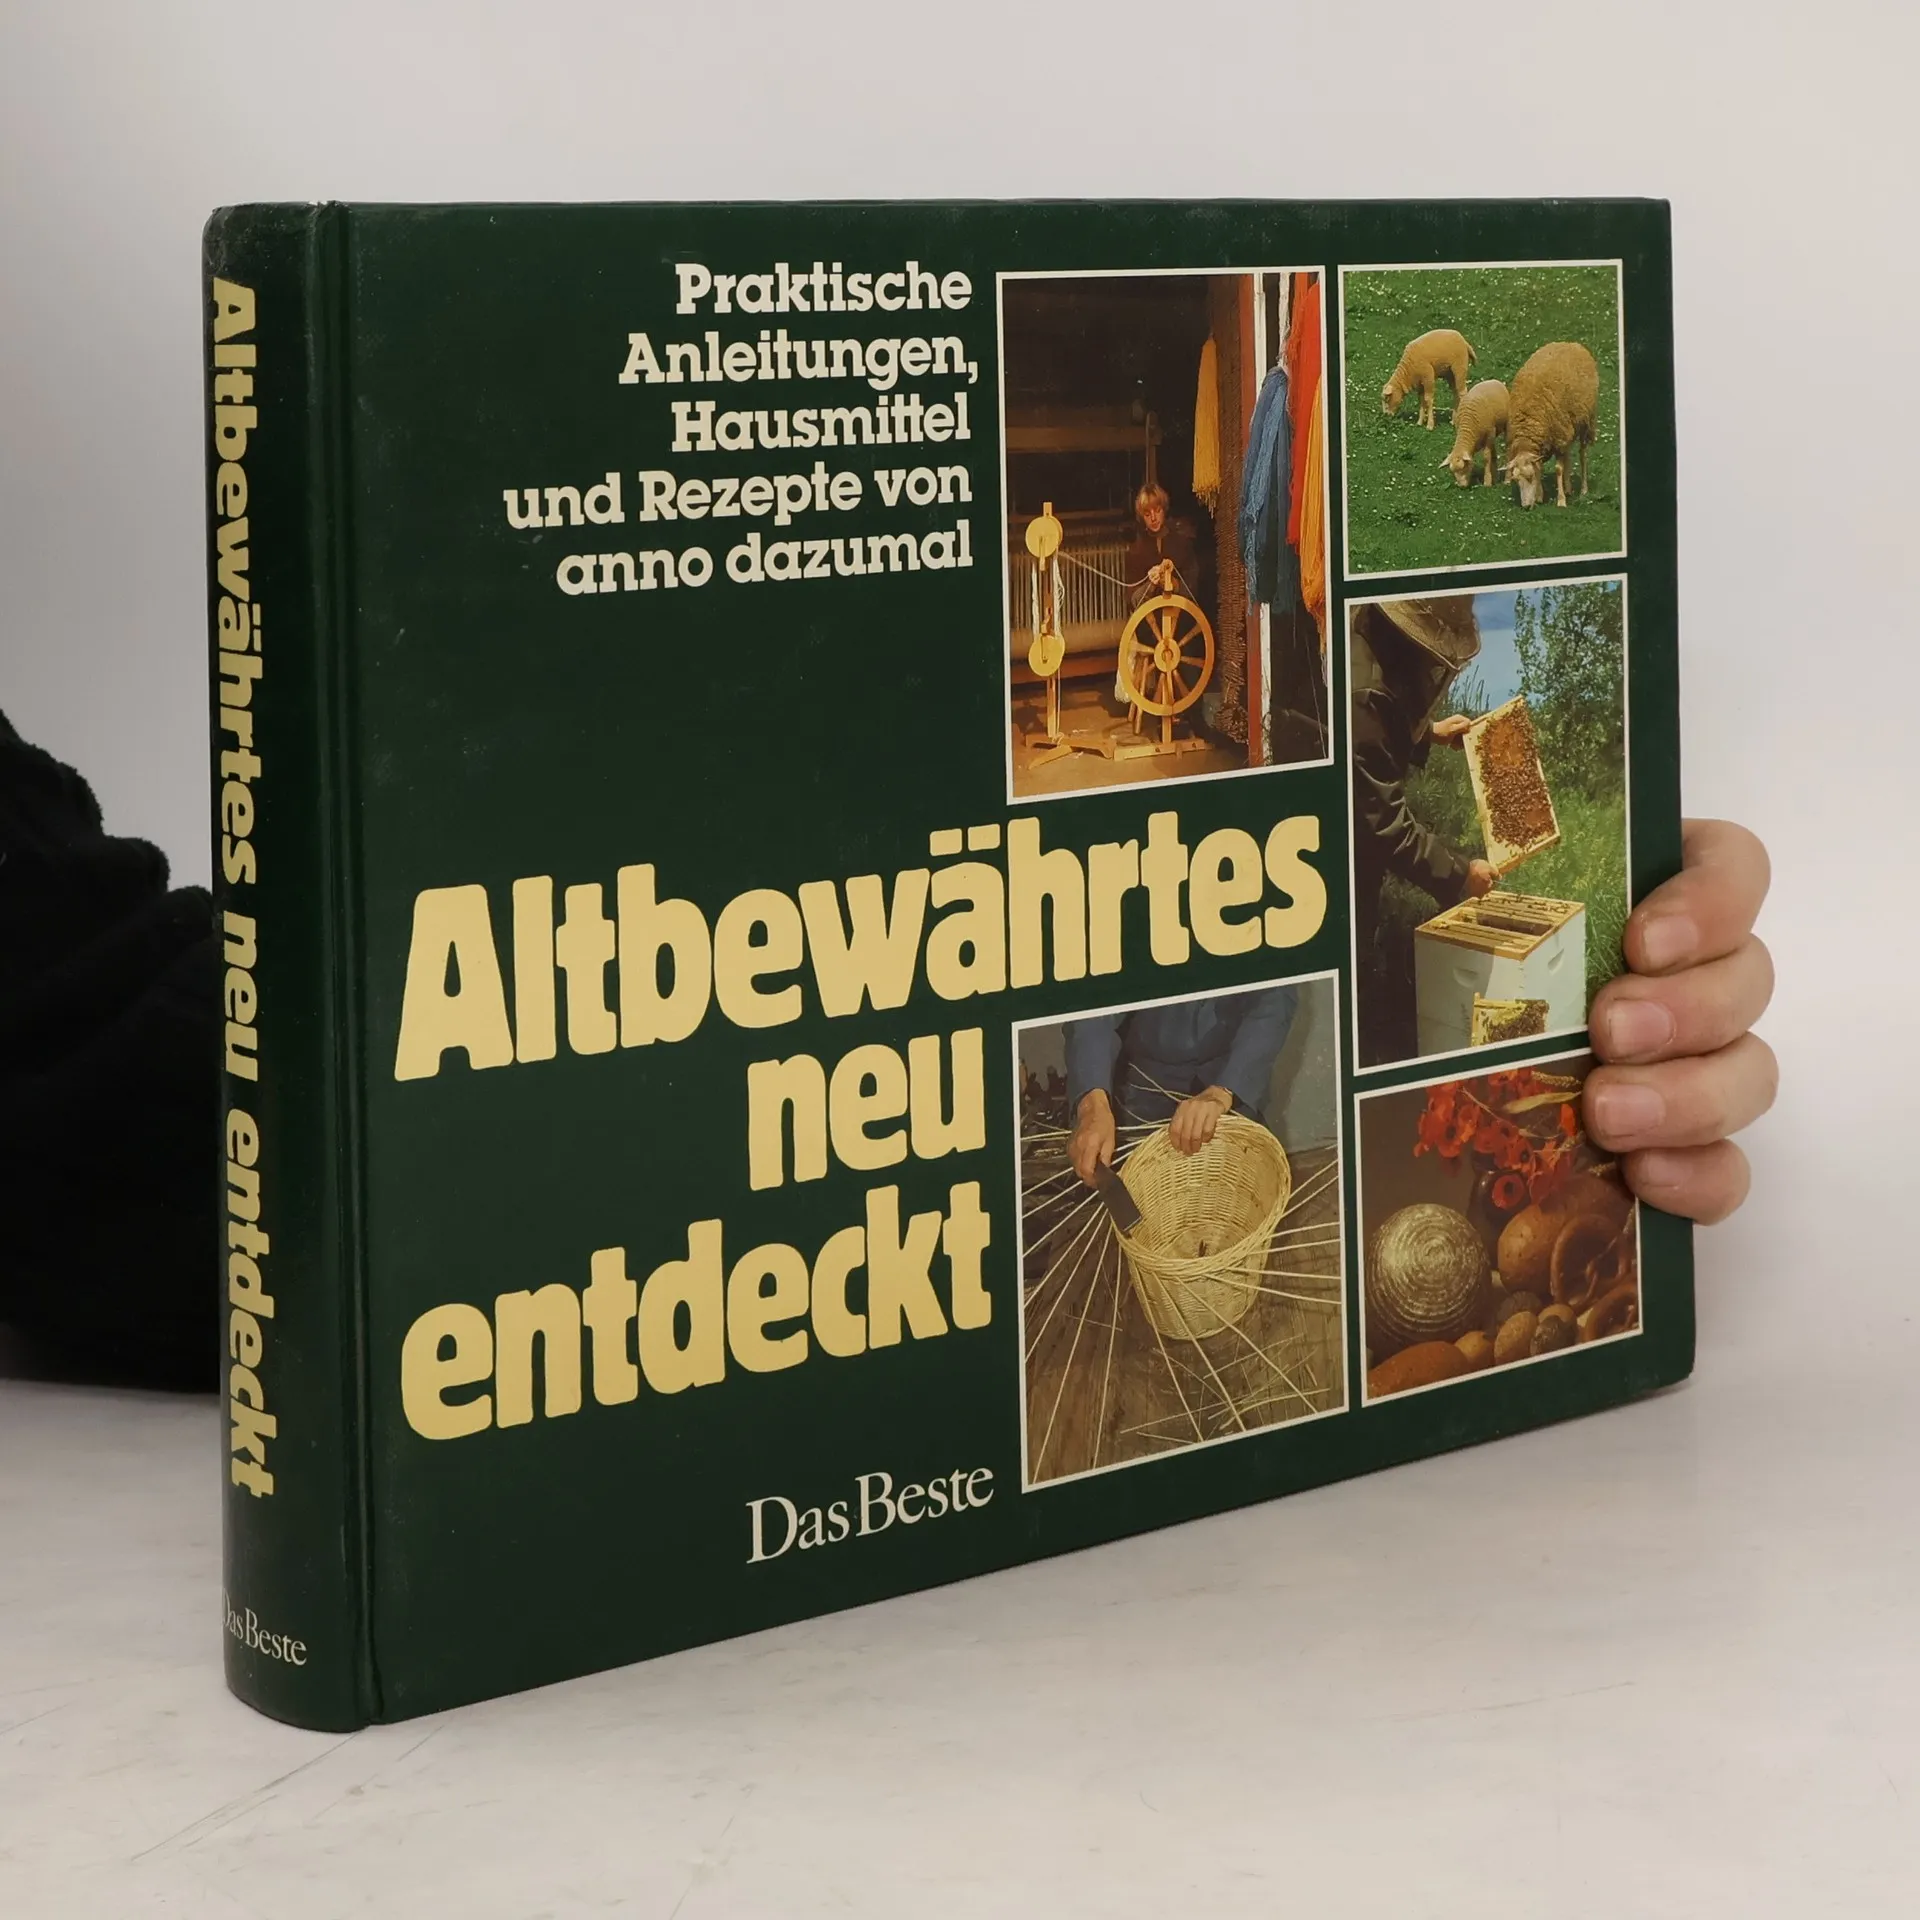 Altbewährtes neu entdeckt
Das Beste
Praktische
Anleitungen,
Hausmittel
und Rezepte von
anno dazumal
Altbewährtes
neu
entdeckt
Das Beste